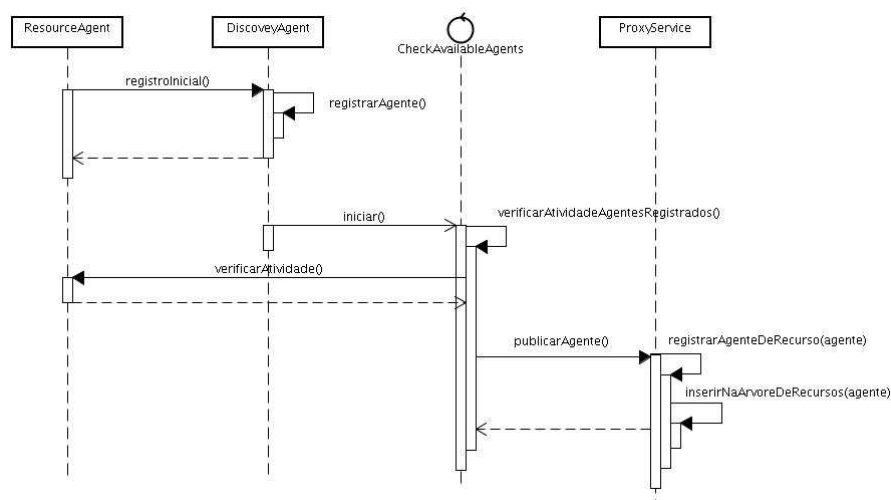 ResourceAgent
DiscoveyAgent
CheckAvailableAgents
ProxyService
registroInicial()
registrarAgente()
iniciar()
verificarAtividadeAgentesRegistrados()
verificarAtividade()
publicarAgente()
registrarAgenteDeRecurso(agente)
inserirNaArvoreDeRecursos(agente)